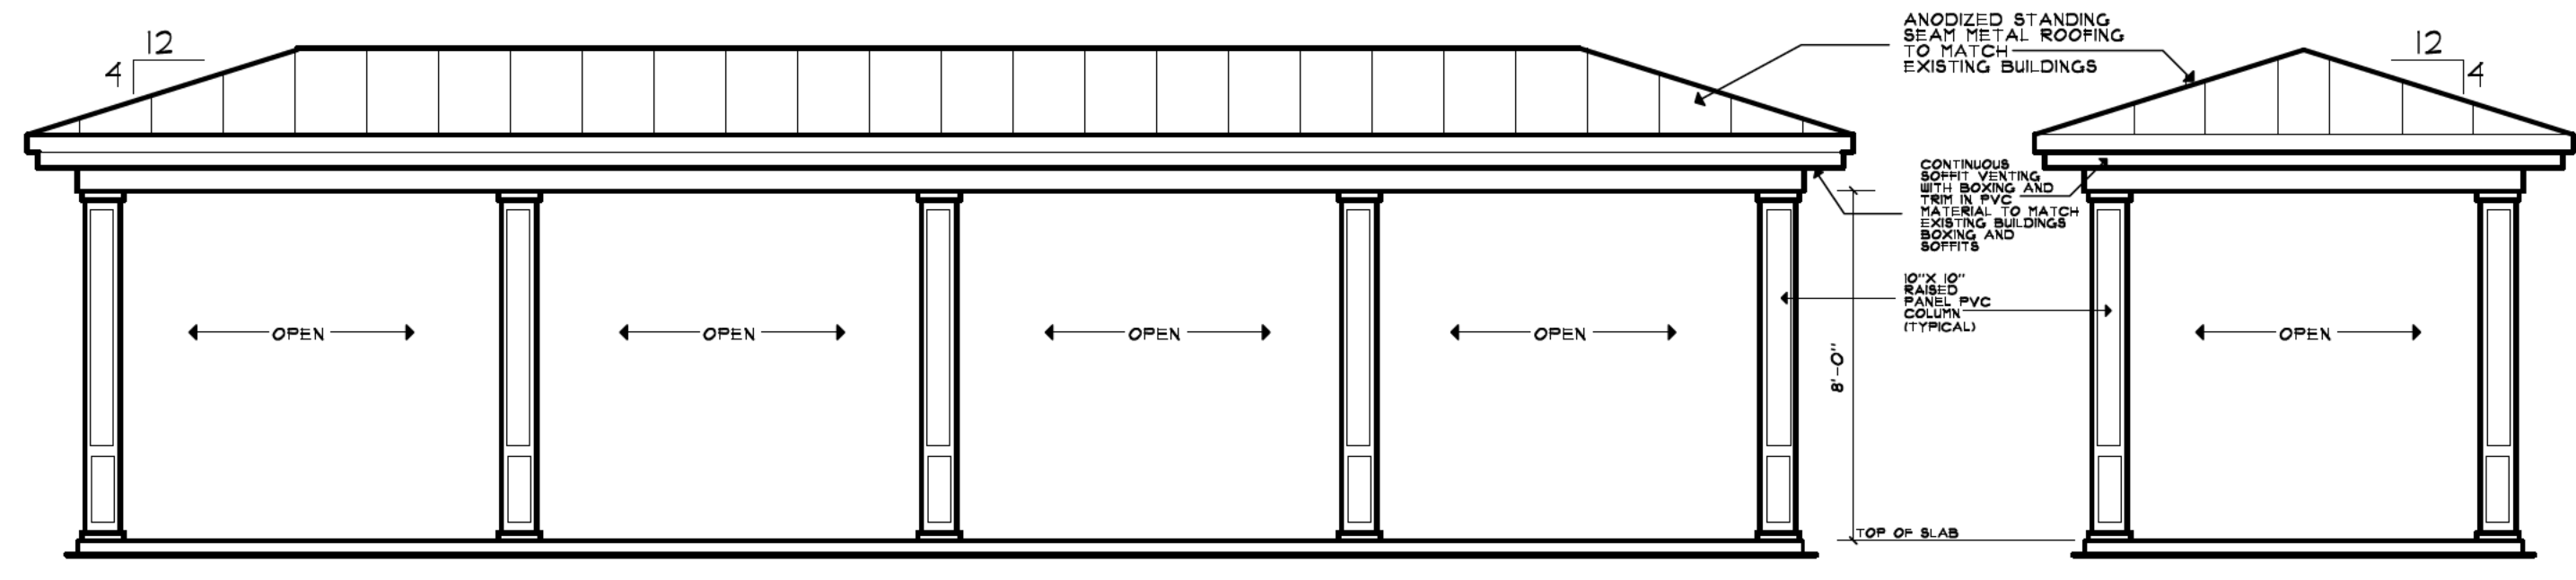 12
4
ANODIZED STANDING
SEAM METAL ROOFING
TO MATCH
EXISTING BUILDINGS
12
4
CONTINUOUS
SOFFIT VENTING
WITH BOXING AND
TRIM IN PVC
MATERIAL TO MATCH
EXISTING BUILDINGS
BOXING AND
SOFFITS
10"X 10"
RAISED
PANEL PVC
COLUMN
(TYPICAL)
OPEN
OPEN
OPEN
OPEN
OPEN
8'-0"
TOP OF SLAB